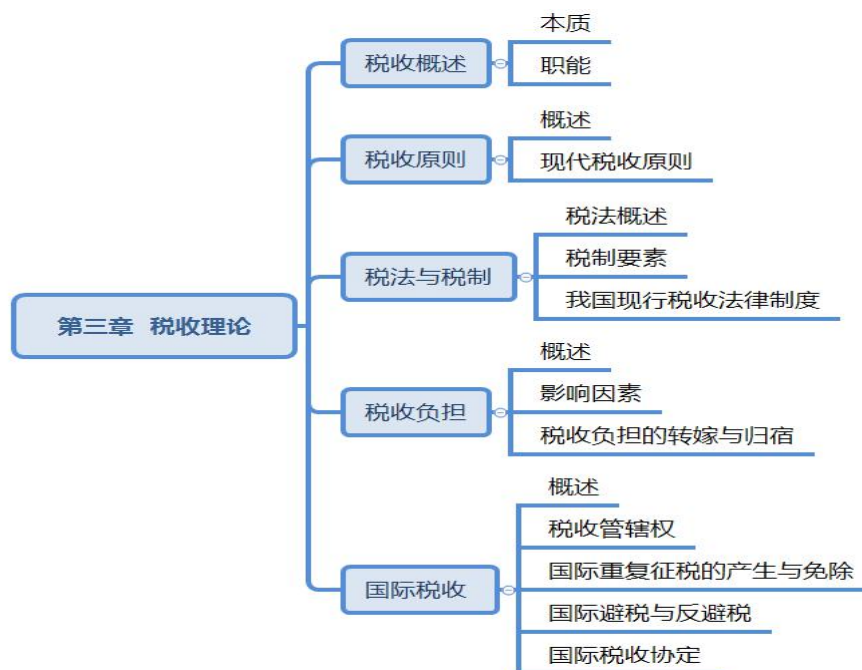 第三章 税收理论
税收概述
本质
职能
税收原则
概述
现代税收原则
税法与税制
税法概述
税制要素
我国现行税收法律制度
税收负担
概述
影响因素
税收负担的转嫁与归宿
国际税收
概述
税收管辖权
国际重复征税的产生与免除
国际避税与反避税
国际税收协定